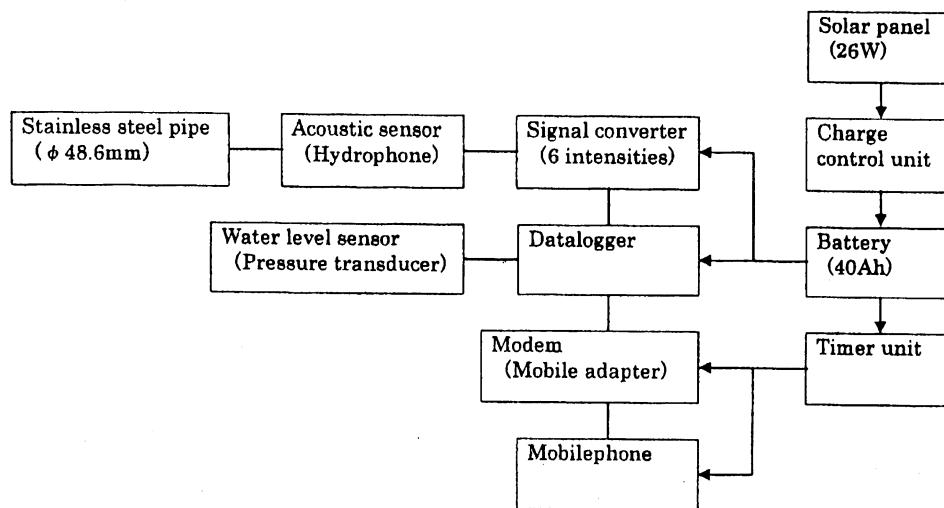 Solar panel
(26W)
Stainless steel pipe
(ϕ 48.6mm)
Acoustic sensor
(Hydrophone)
Signal converter
(6 intensities)
Charge
control unit
Water level sensor
(Pressure transducer)
Datalogger
Battery
(40Ah)
Modem
(Mobile adapter)
Timer unit
Mobilephone